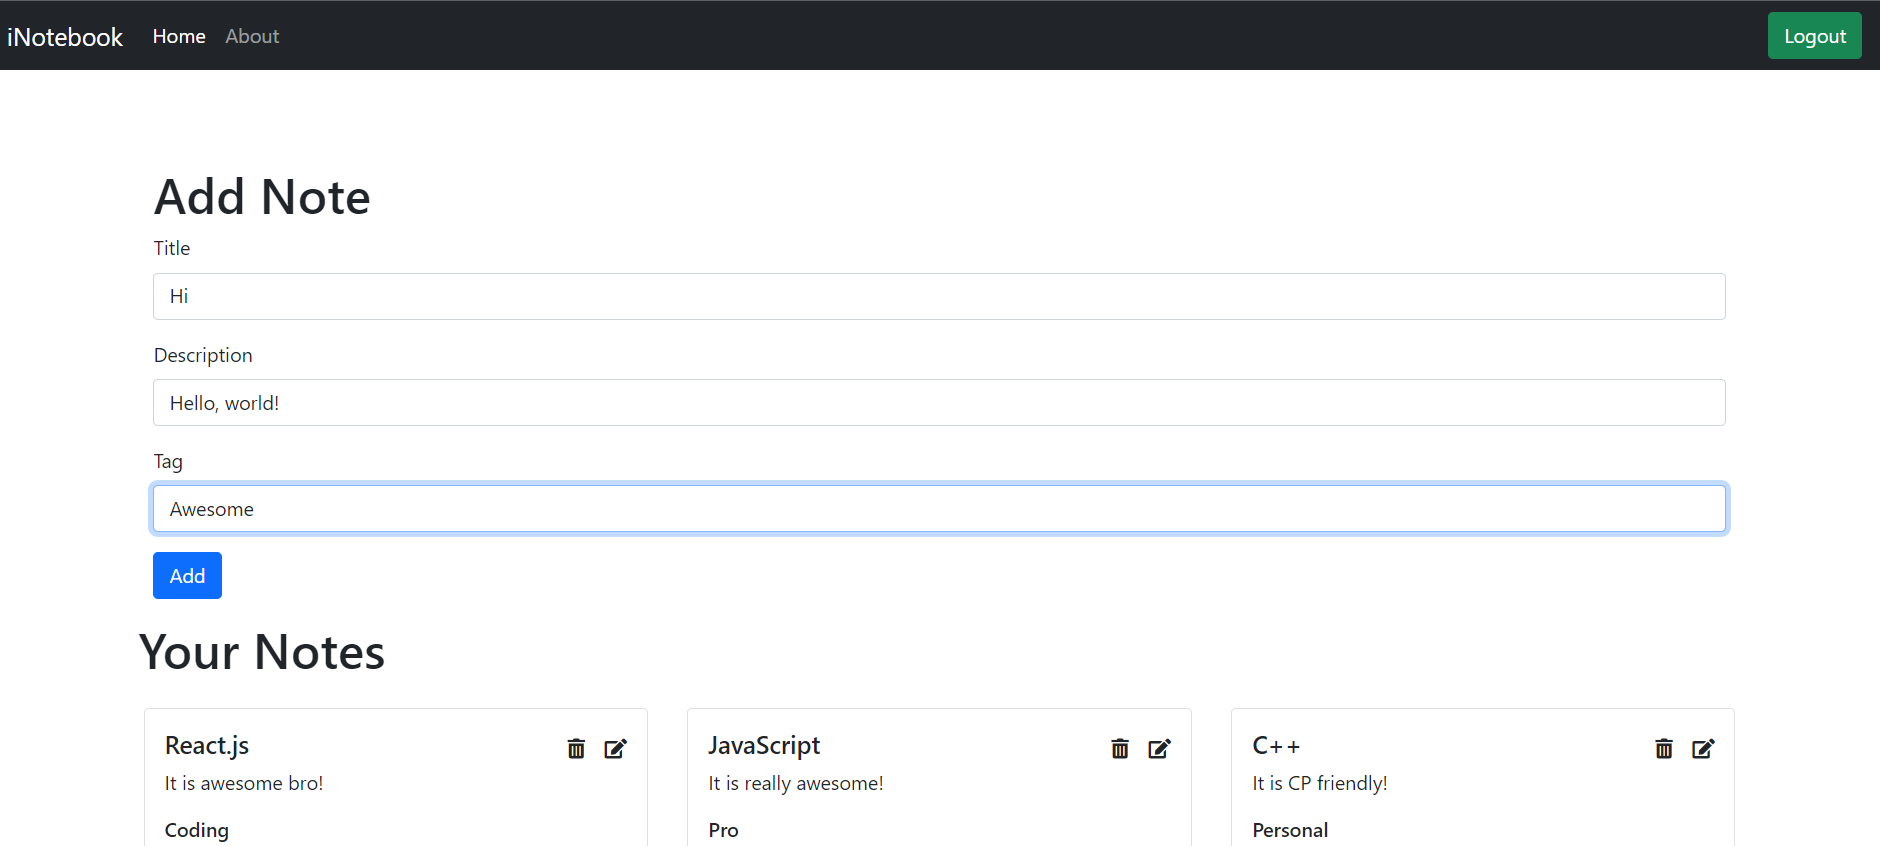 iNotebook Home About Logout
Add Note
Title
Hi
Description
Hello, world!
Tag
Awesome
Add
Your Notes
React.js JavaScript C++
It is awesome bro! It is really awesome! It is CP friendly!
Coding Pro Personal